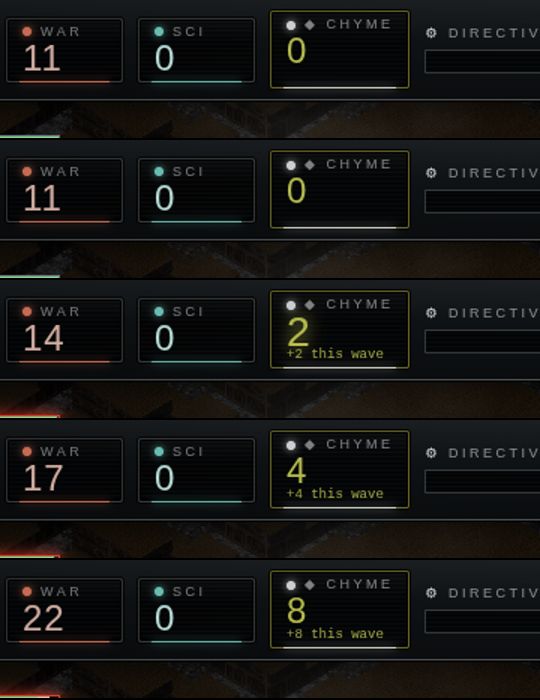 WAR SCI CHYME DIRECTIV
11 0 0
WAR SCI CHYME DIRECTIV
11 0 0
WAR SCI CHYME DIRECTIV
14 0 2
+2 this wave
WAR SCI CHYME DIRECTIV
17 0 4
+4 this wave
WAR SCI CHYME DIRECTIV
22 0 8
+8 this wave